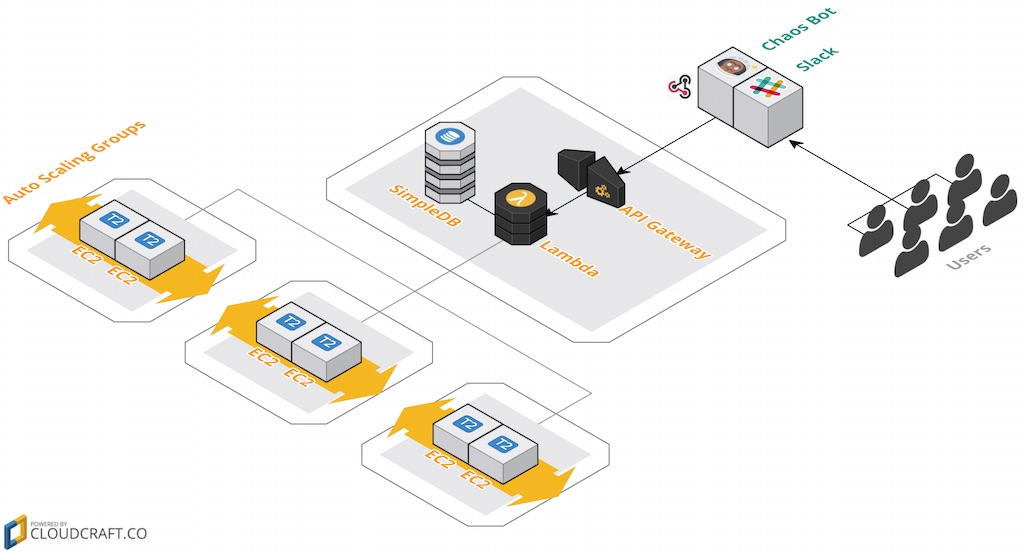 Chaos Bot
Slack
Auto Scaling Groups
SimpleDB
API Gateway
Lambda
Users
T2
T2
EC2 EC2
T2
T2
EC2 EC2
T2
T2
EC2 EC2
POWERED BY
CLOUDCRAFT.CO